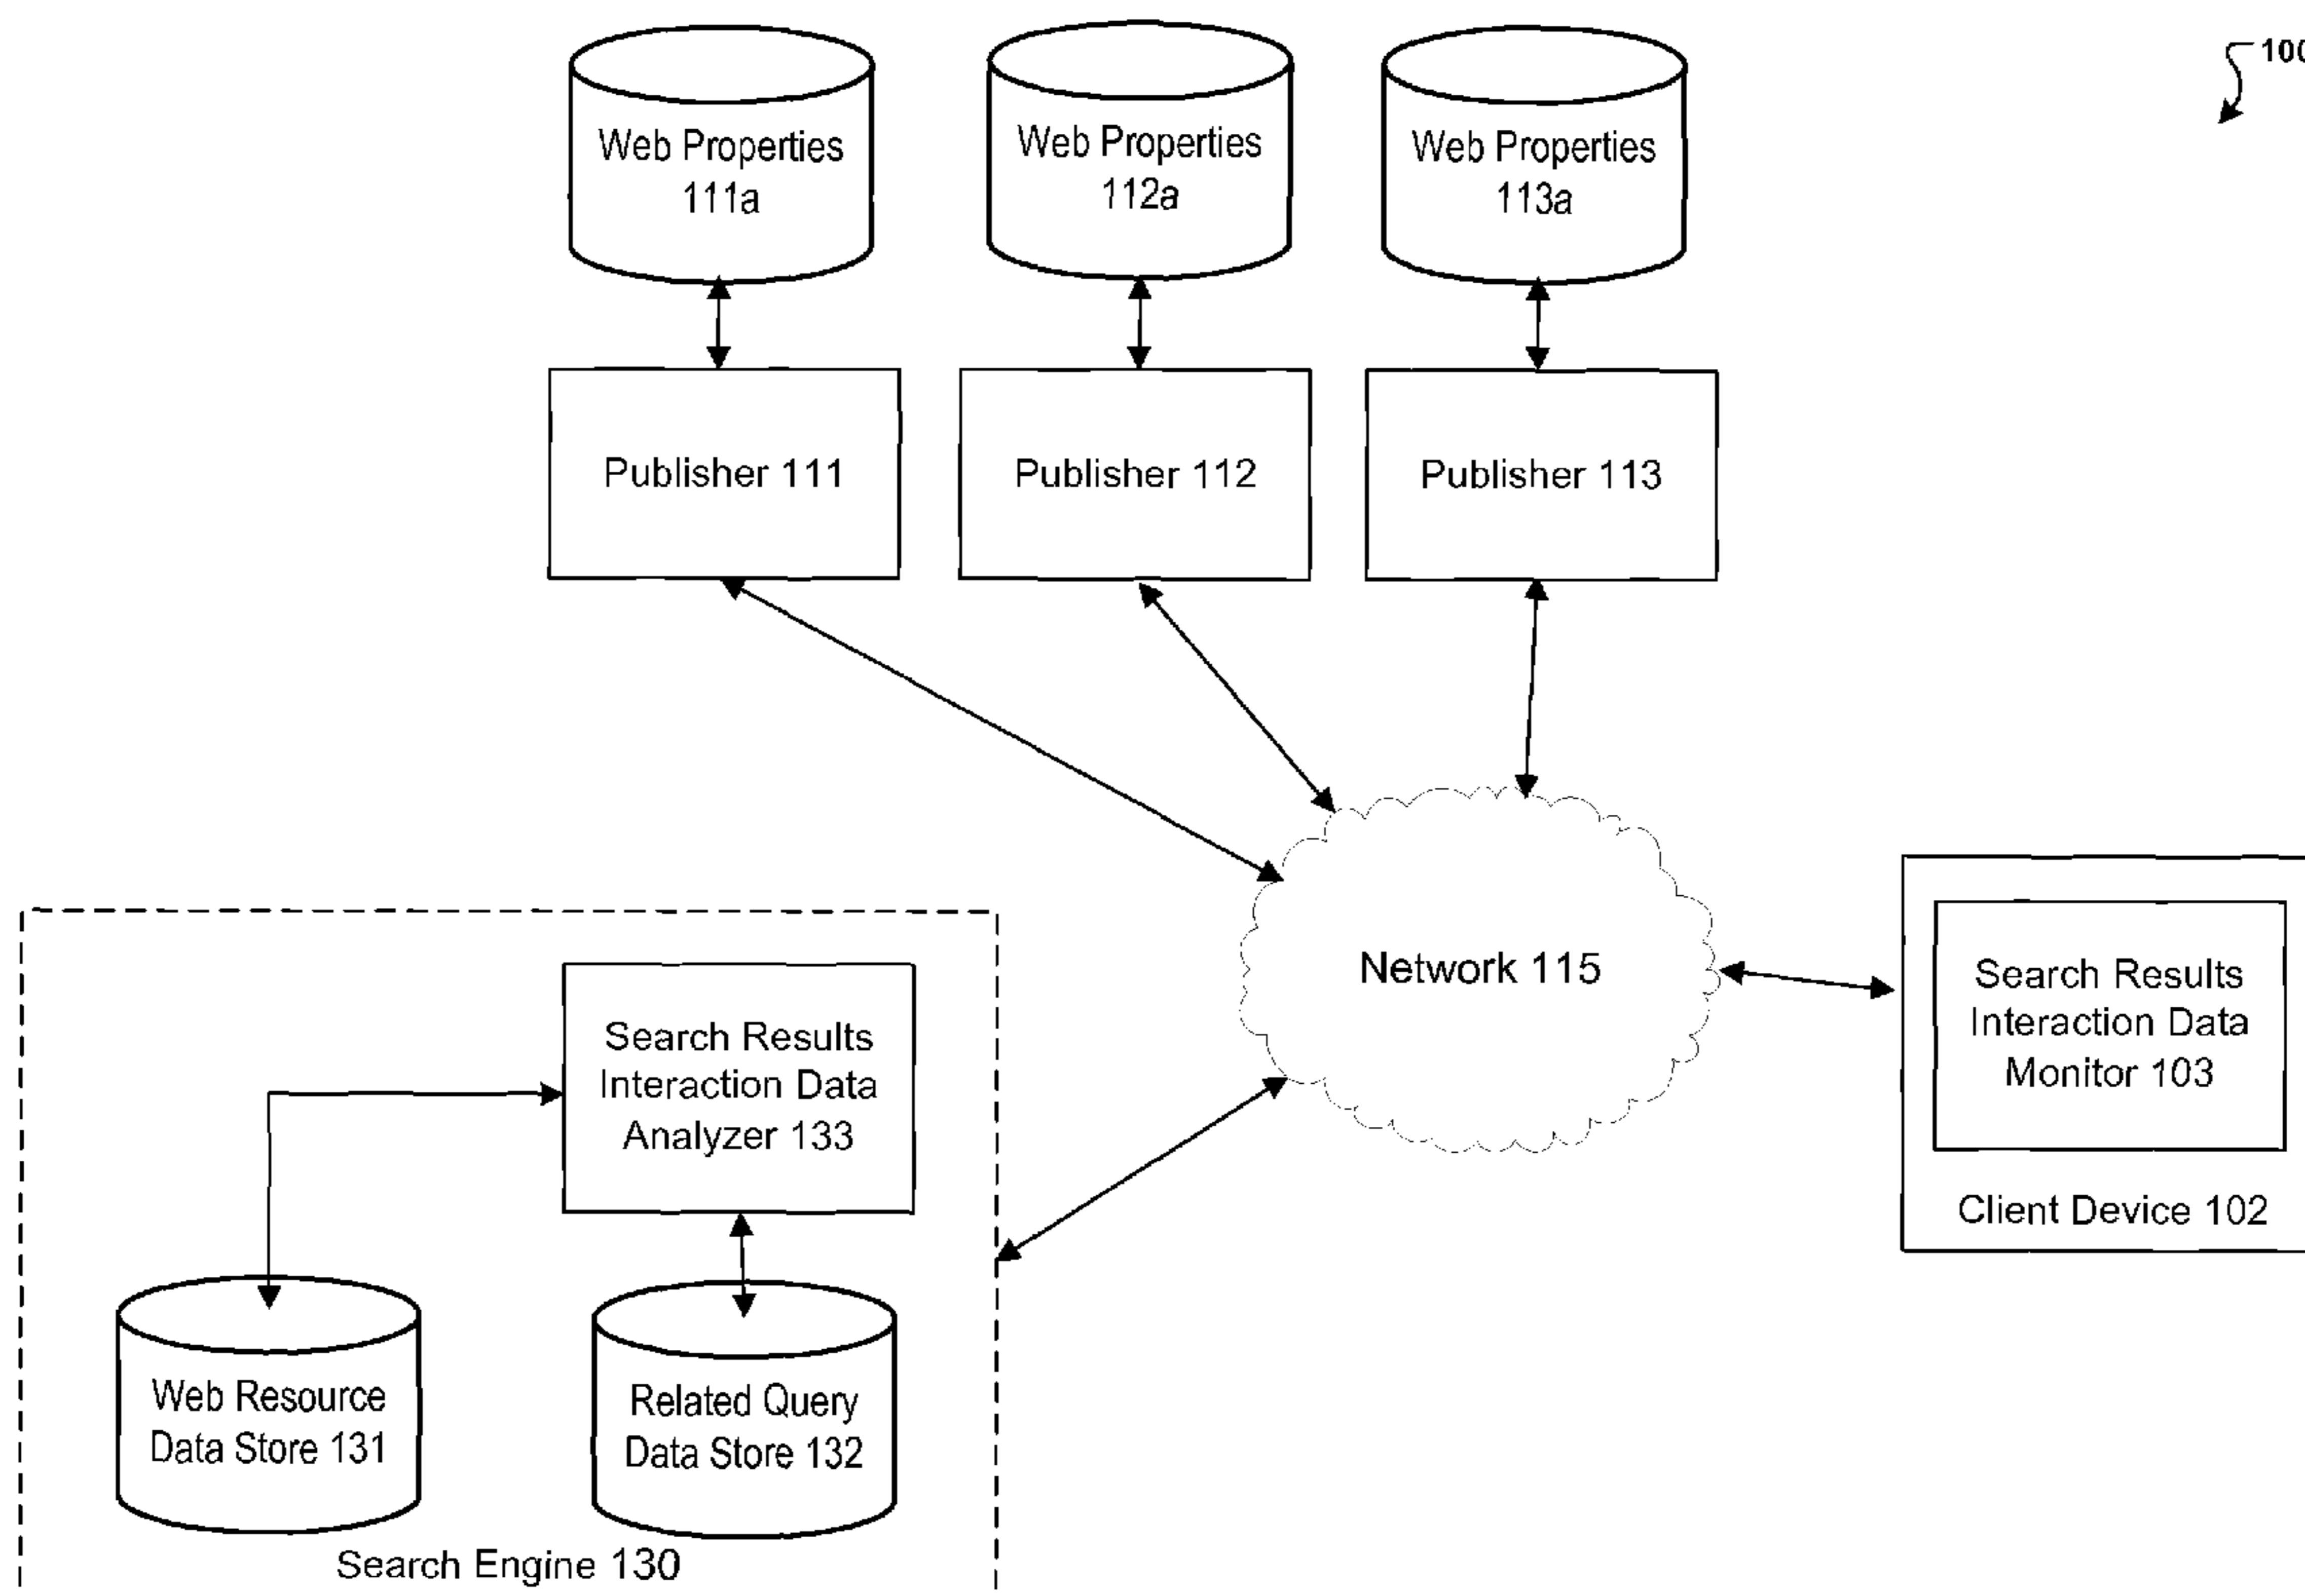 100
Web Properties
111a
Web Properties
112a
Web Properties
113a
Publisher 111
Publisher 112
Publisher 113
Network 115
Search Results
Interaction Data
Monitor 103
Client Device 102
Search Results
Interaction Data
Analyzer 133
Web Resource
Data Store 131
Related Query
Data Store 132
Search Engine 130